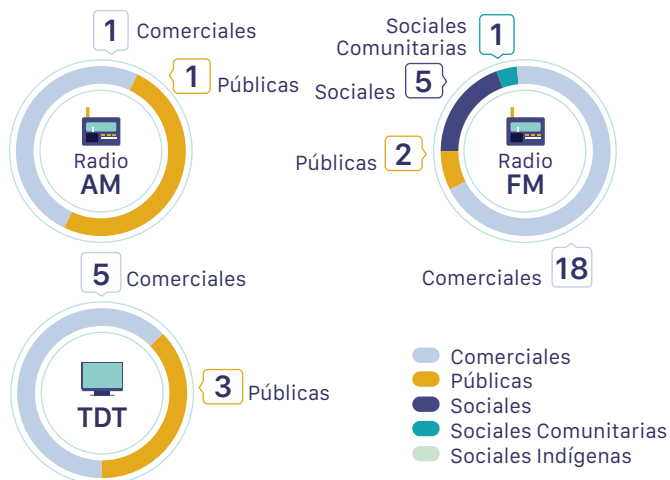 1 Comerciales
1 Públicas
Radio
AM
Sociales
Comunitarias 1
Sociales 5
Públicas 2
Radio
FM
Comerciales 18
5 Comerciales
3 Públicas
TDT
Comerciales
Públicas
Sociales
Sociales Comunitarias
Sociales Indígenas